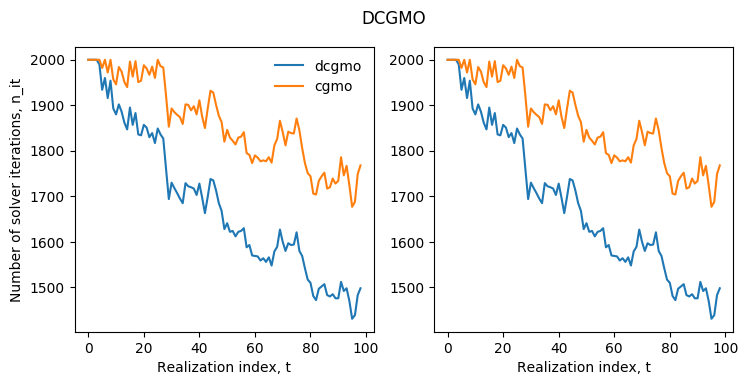 DCGMO
Number of solver iterations, n_it
2000
1900
1800
1700
1600
1500
0 20 40 60 80 100
Realization index, t
dcgmo
cgmo
2000
1900
1800
1700
1600
1500
0 20 40 60 80 100
Realization index, t